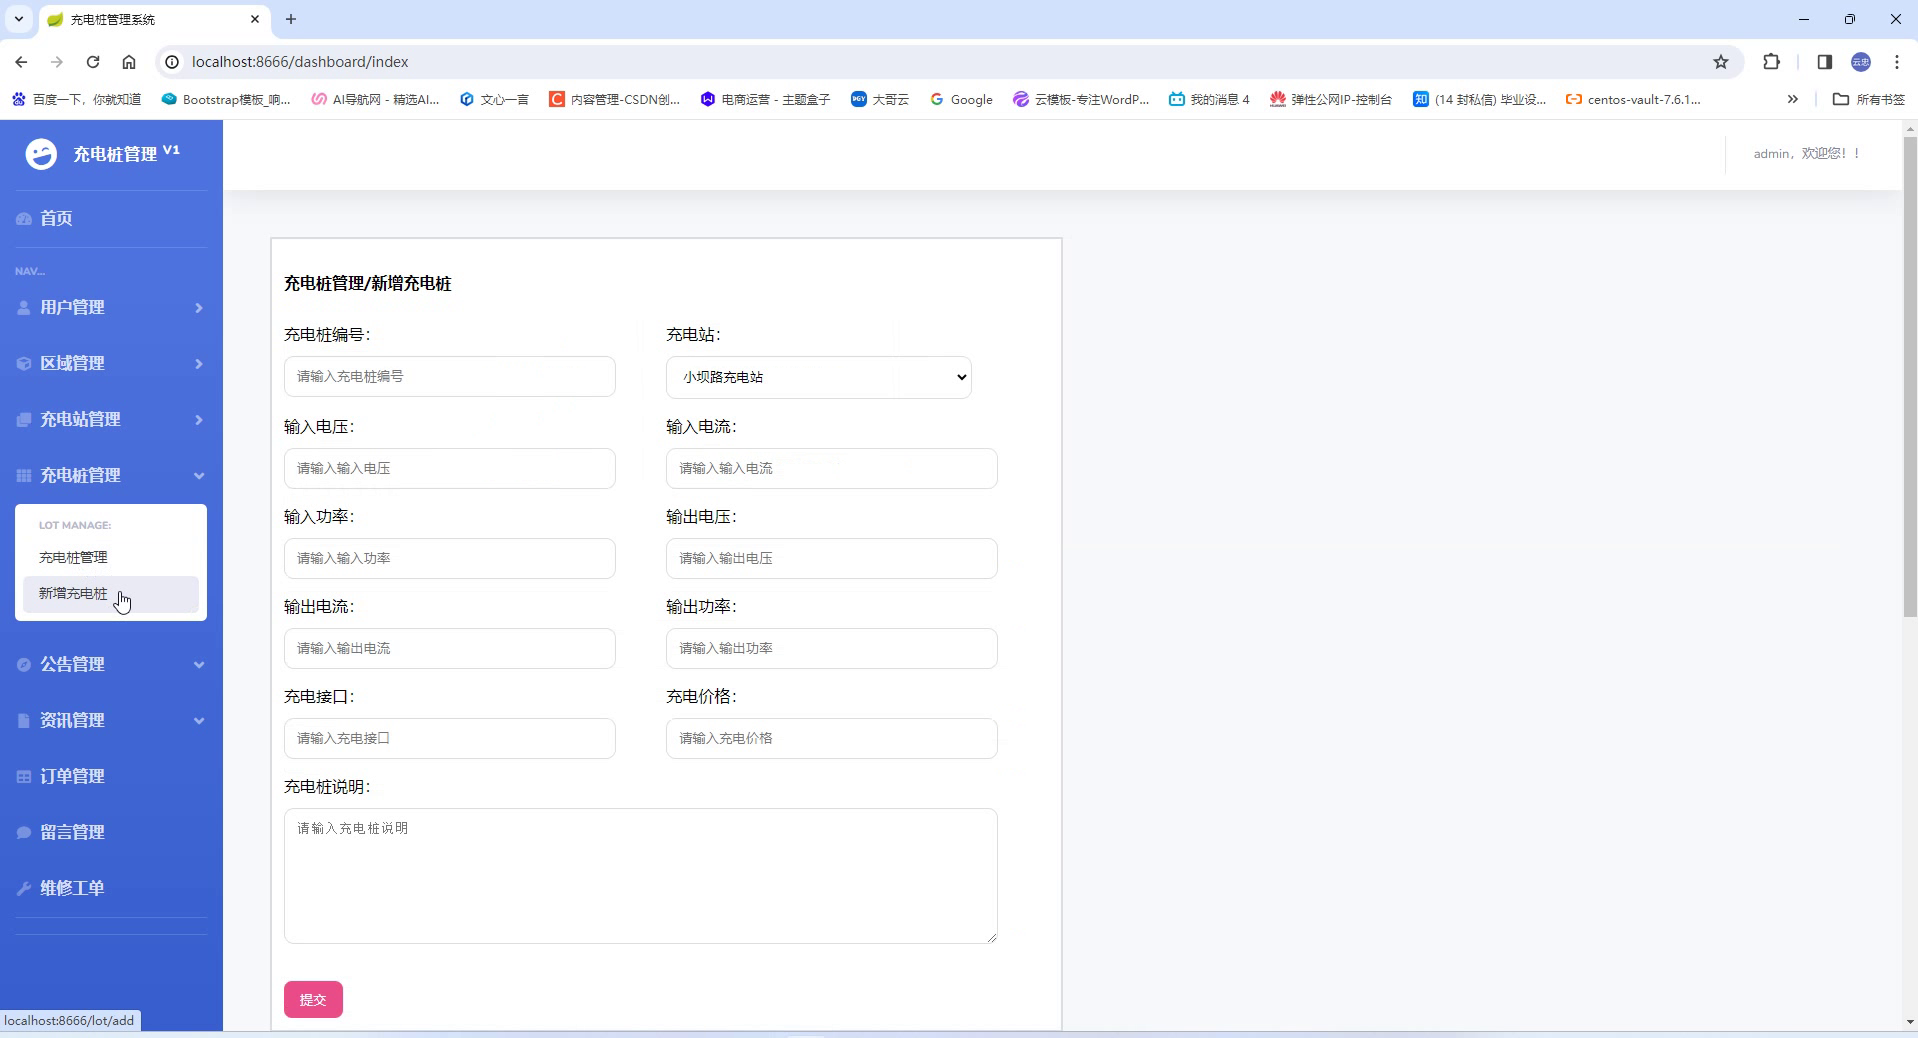 充电桩管理系统
localhost:8666/dashboard/index
云忠
百度一下，你就知道
Bootstrap模板_响...
AI导航网 - 精选AI...
文心一言
内容管理-CSDN创...
电商运营 - 主题盒子
大哥云
Google
云模板-专注WordP...
我的消息 4
弹性公网IP-控制台
知
(14 封私信) 毕业设...
centos-vault-7.6.1...
所有书签
充电桩管理 V1
admin，欢迎您！！
首页
NAV...
用户管理
区域管理
充电站管理
充电桩管理
LOT MANAGE:
充电桩管理
新增充电桩
公告管理
资讯管理
订单管理
留言管理
维修工单
充电桩管理/新增充电桩
充电桩编号：
充电站：
请输入充电桩编号
小坝路充电站
输入电压：
输入电流：
请输入输入电压
请输入输入电流
输入功率：
输出电压：
请输入输入功率
请输入输出电压
输出电流：
输出功率：
请输入输出电流
请输入输出功率
充电接口：
充电价格：
请输入充电接口
请输入充电价格
充电桩说明：
请输入充电桩说明
提交
localhost:8666/lot/add